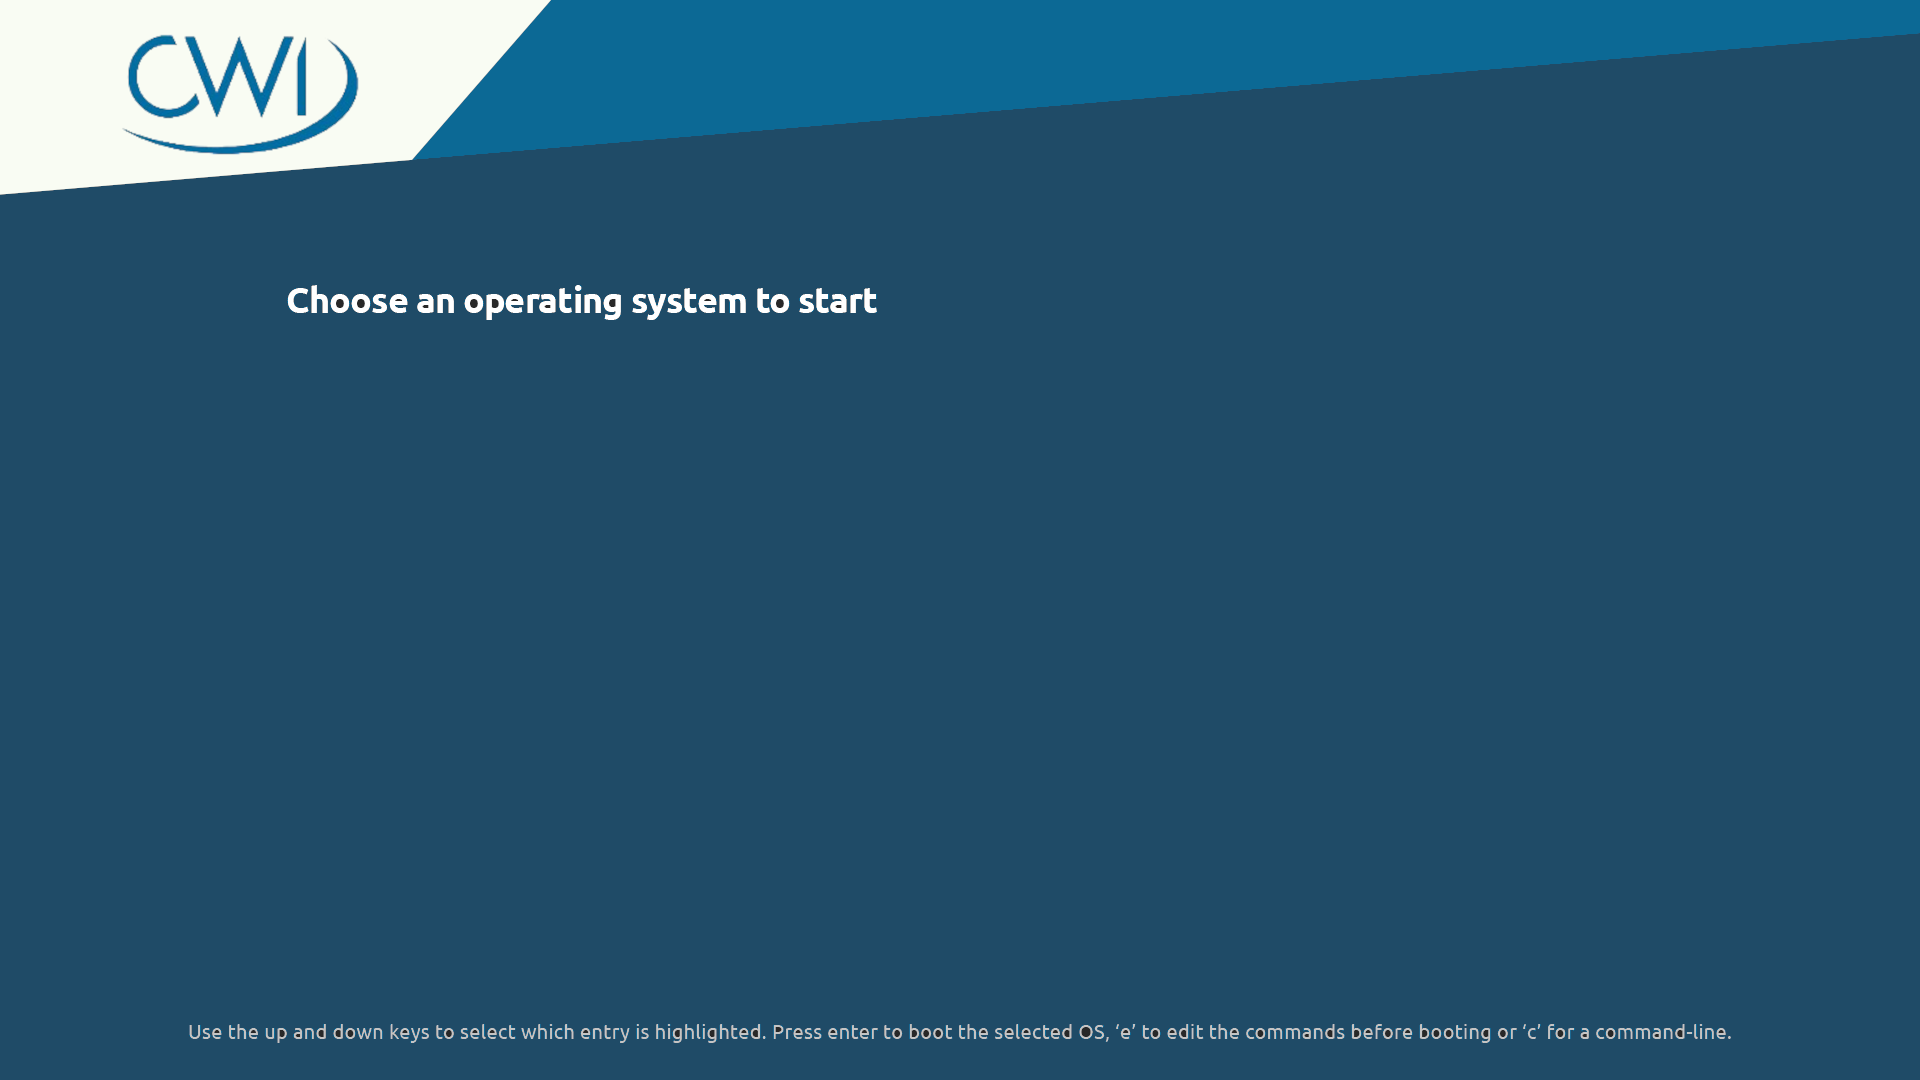 CWI
Choose an operating system to start
Use the up and down keys to select which entry is highlighted. Press enter to boot the selected OS, ‘e’ to edit the commands before booting or ‘c’ for a command-line.